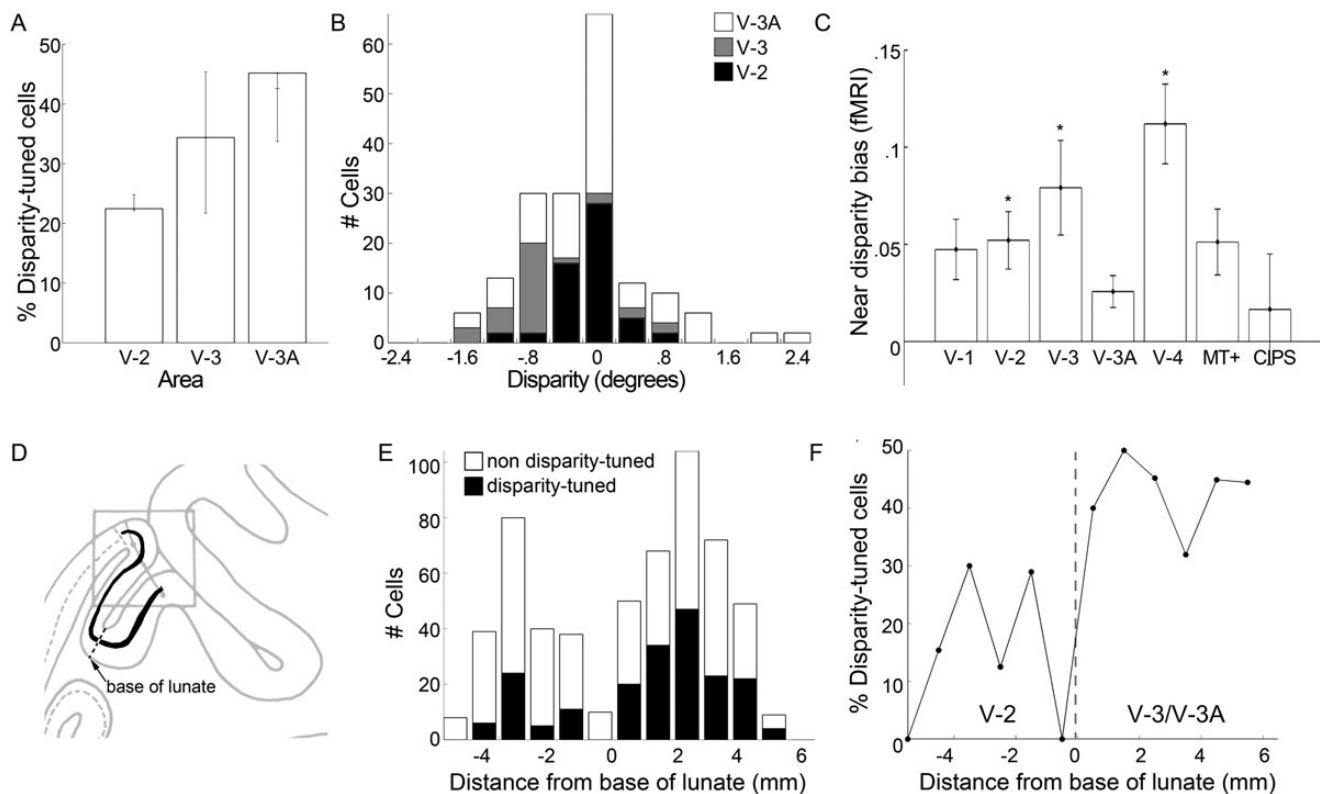 A
50
40
30
20
10
0
% Disparity-tuned cells
V-2 V-3 V-3A
Area
B
60
50
40
30
20
10
0
# Cells
V-3A
V-3
V-2
-2.4 -1.6 -.8 0 .8 1.6 2.4
Disparity (degrees)
C
.15
.1
.05
0
Near disparity bias (fMRI)
* * *
V-1 V-2 V-3 V-3A V-4 MT+ CIPS
D
base of lunate
E
100
80
60
40
20
0
# Cells
non disparity-tuned
disparity-tuned
-4 -2 0 2 4 6
Distance from base of lunate (mm)
F
50
40
30
20
10
0
% Disparity-tuned cells
V-2 V-3/V-3A
-4 -2 0 2 4 6
Distance from base of lunate (mm)